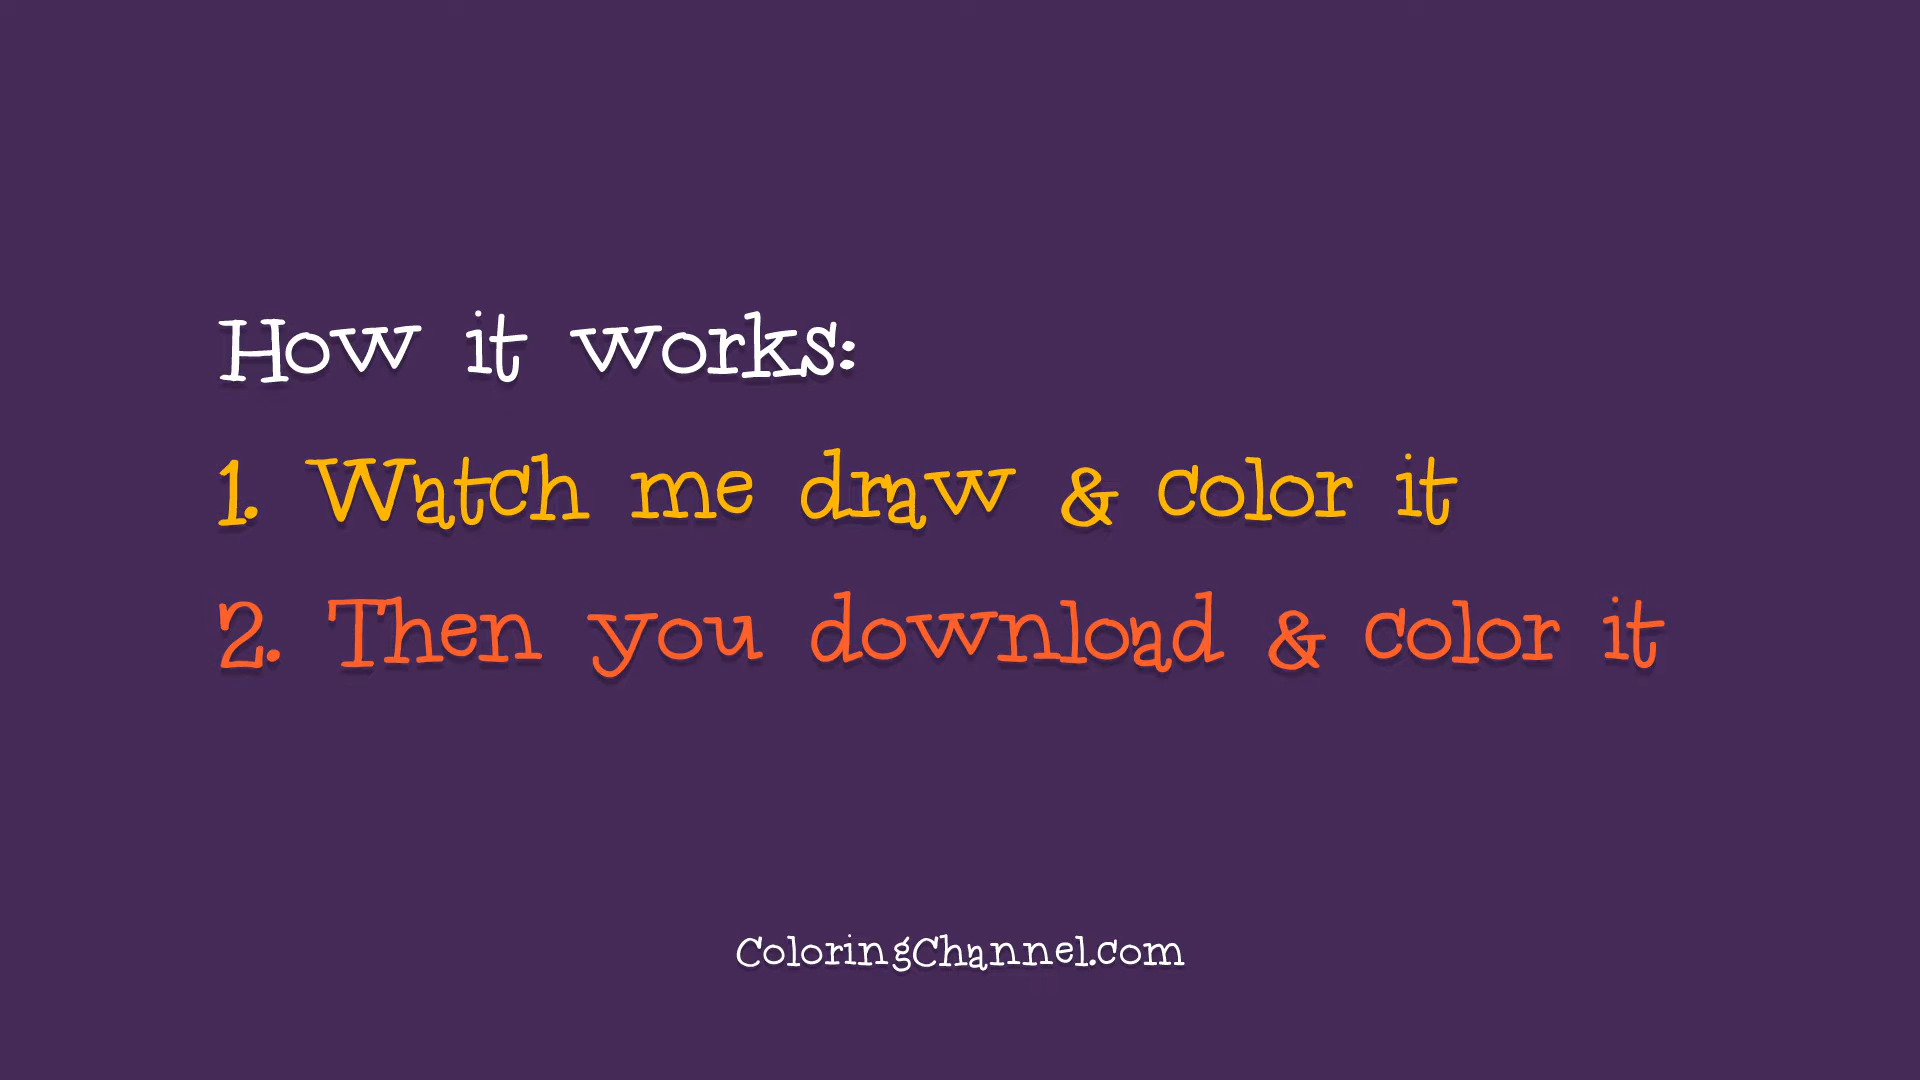 How it works:
1. Watch me draw & color it
2. Then you download & color it
ColoringChannel.com